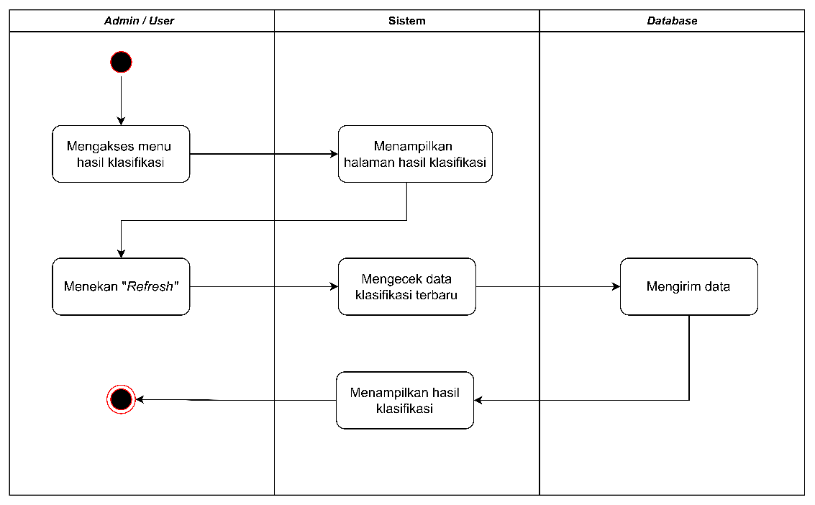 Admin / User
Sistem
Database
Mengakses menu
hasil klasifikasi
Menampilkan
halaman hasil klasifikasi
Menekan "Refresh"
Mengecek data
klasifikasi terbaru
Mengirim data
Menampilkan hasil
klasifikasi